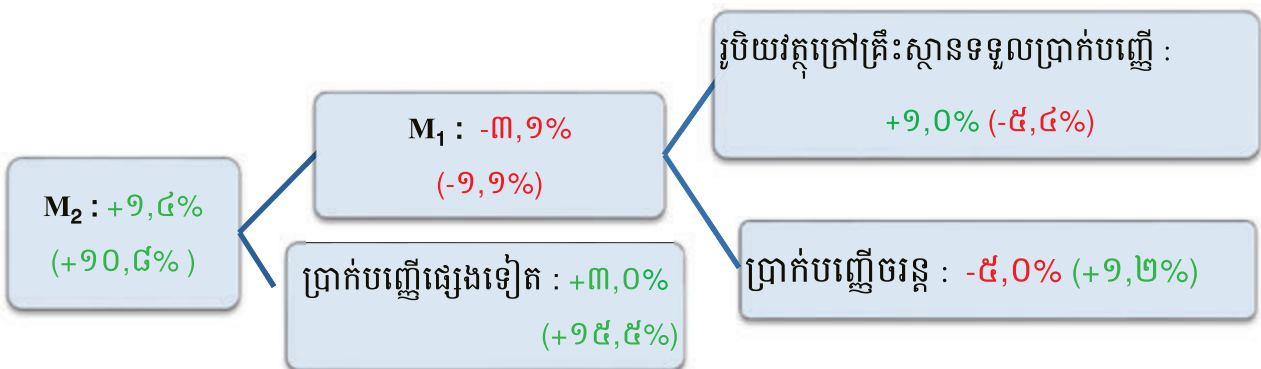 M₂ : +១,៤%
(+១០,៨% )
M₁ : -៣,១%
(-១,១%)
ប្រាក់បញ្ញើផ្សេងទៀត : +៣,០%
(+១៥,៥%)
រូបិយវត្ថុក្រៅគ្រឹះស្ថានទទួលប្រាក់បញ្ញើ :
+១,០% (-៥,៤%)
ប្រាក់បញ្ញើចរន្ត : -៥,០% (+១,២%)